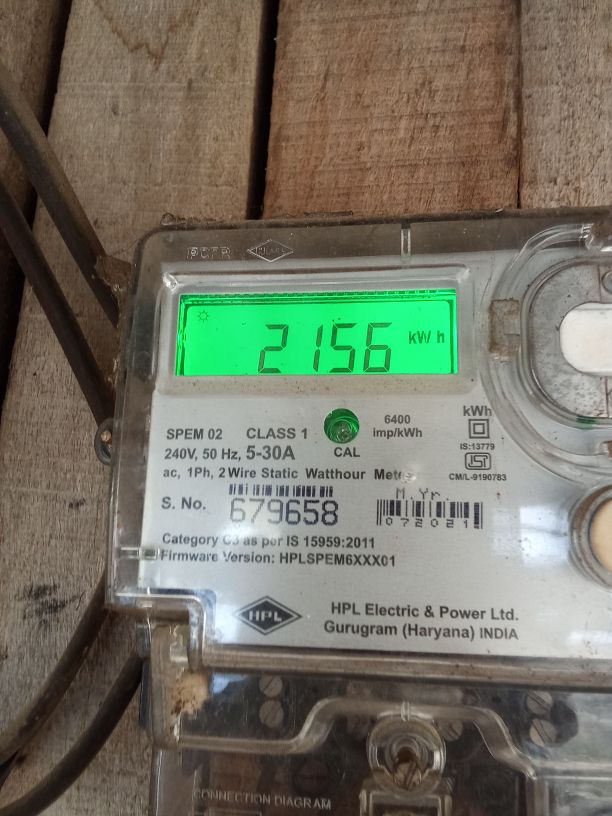 2156 kW h
SPEM 02 CLASS 1
240V, 50 Hz, 5-30A
CAL
6400
imp/kWh
kWh
IS:13779
ISI
CM/L-9190783
ac, 1Ph, 2 Wire Static Watthour Meter
S. No. 679658
M.Yr.
072021
Category C3 as per IS 15959:2011
Firmware Version: HPLSPEM6XXX01
HPL
HPL Electric & Power Ltd.
Gurugram (Haryana) INDIA
CONNECTION DIAGRAM